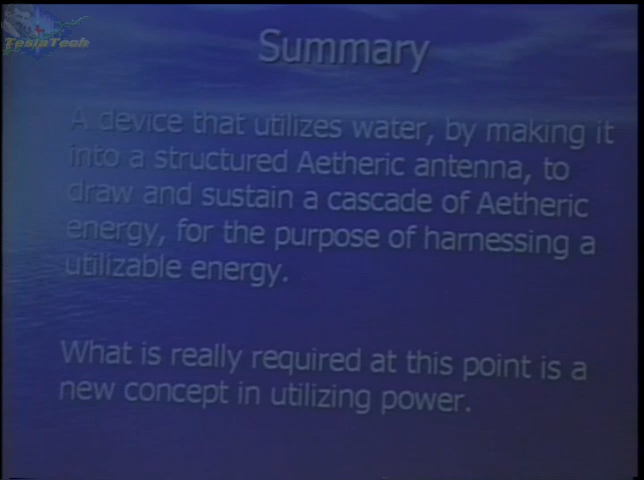 TeslaTech
Summary
A device that utilizes water, by making it
into a structured Aetheric antenna, to
draw and sustain a cascade of Aetheric
energy, for the purpose of harnessing a
utilizable energy.
What is really required at this point is a
new concept in utilizing power.